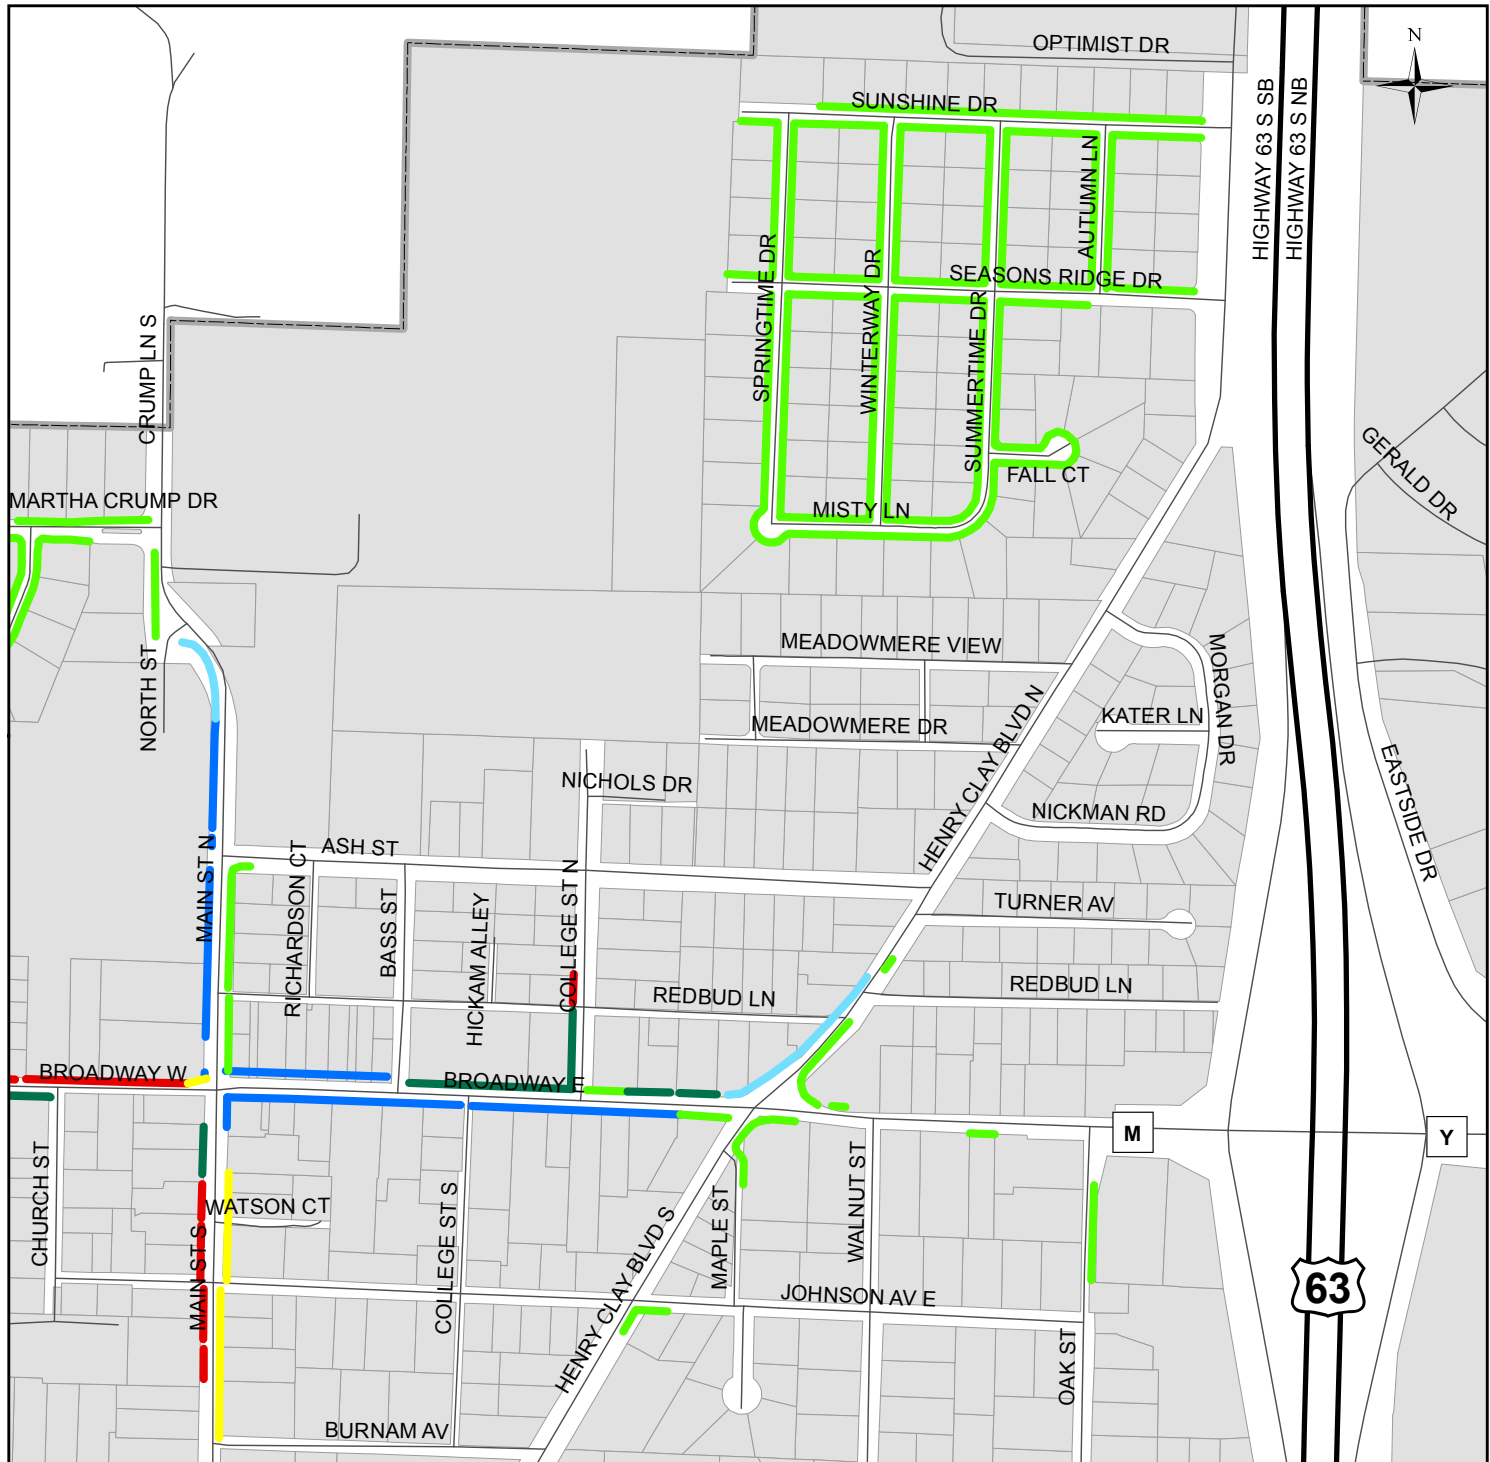 OPTIMIST DR
N
SUNSHINE DR
HIGHWAY 63 S SB
HIGHWAY 63 S NB
AUTUMN LN
SPRINGTIME DR
WINTERWAY DR
SEASONS RIDGE DR
SUMMERTIME DR
CRUMP LN S
FALL CT
GERALD DR
MARTHA CRUMP DR
MISTY LN
MEADOWMERE VIEW
MORGAN DR
NORTH ST
KATER LN
MEADOWMERE DR
HENRY CLAY BLVD N
EASTSIDE DR
NICHOLS DR
NICKMAN RD
MAIN ST N
ASH ST
RICHARDSON CT
BASS ST
HICKAM ALLEY
COLLEGE ST N
TURNER AV
REDBUD LN
REDBUD LN
BROADWAY W
BROADWAY E
M
Y
CHURCH ST
WATSON CT
MAIN ST S
COLLEGE ST S
HENRY CLAY BLVD S
MAPLE ST
WALNUT ST
JOHNSON AV E
63
OAK ST
BURNAM AV